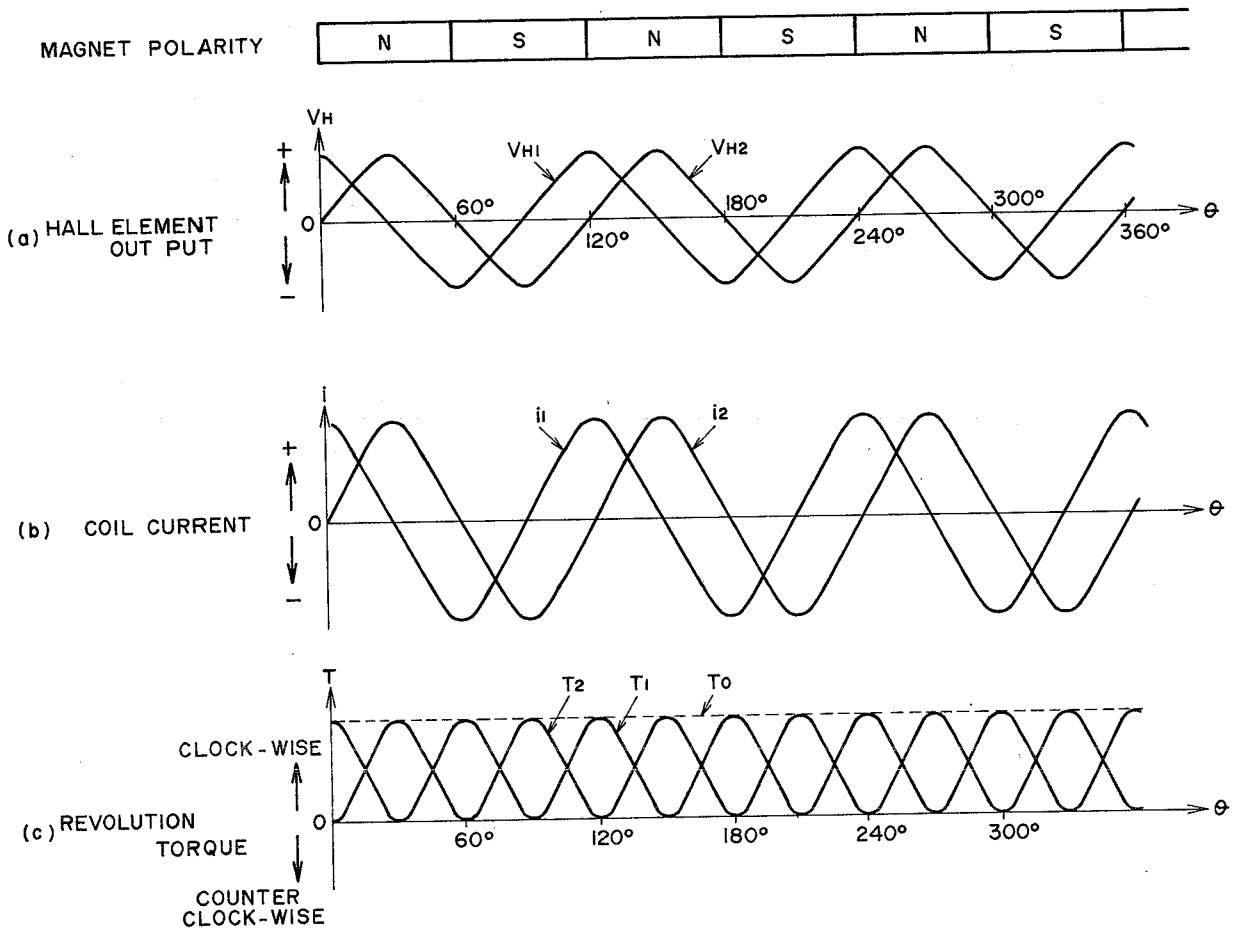 MAGNET POLARITY N S N S N S
VH
+
VH1 VH2
60° 180° 300°
0 θ
(a) HALL ELEMENT
OUT PUT
120° 240° 360°
−
i
i1 i2
+
(b) COIL CURRENT 0 θ
−
T
T2 T1 T0
CLOCK-WISE
(c) REVOLUTION
TORQUE
0 θ
60° 120° 180° 240° 300°
COUNTER
CLOCK-WISE